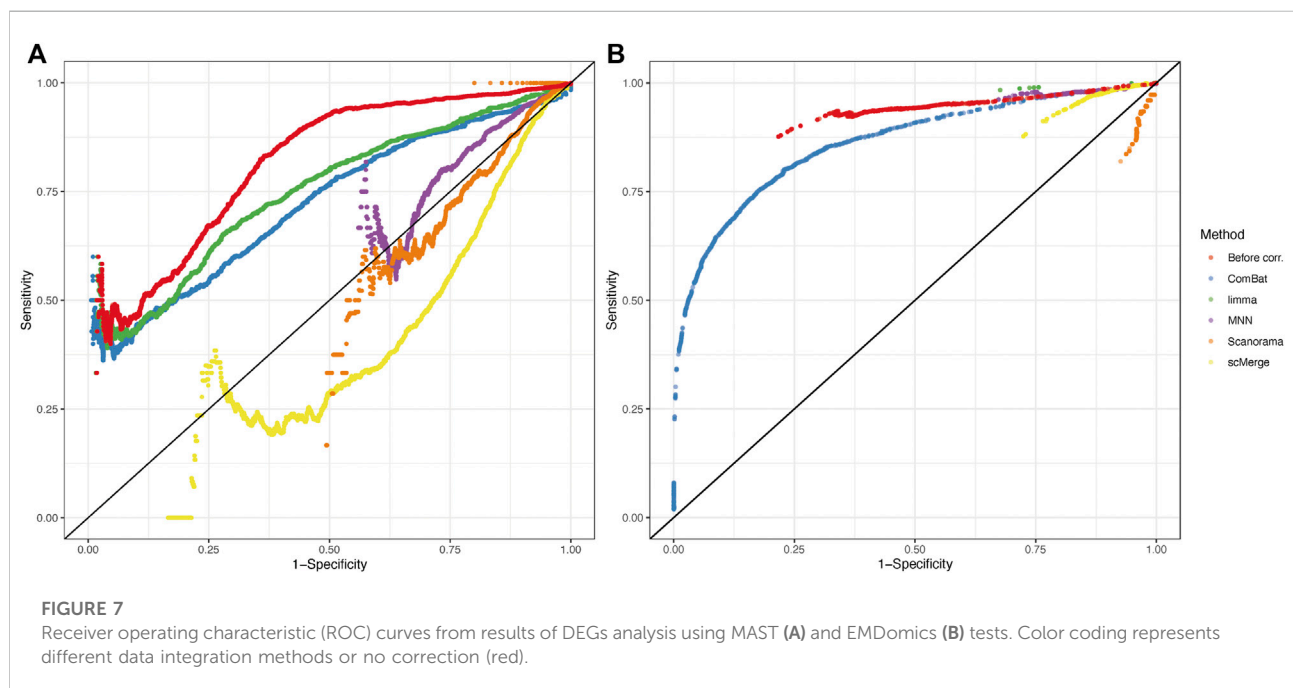 A
B
1.00
0.75
0.50
0.25
0.00
Sensitivity
0.00
0.25
0.50
0.75
1.00
1−Specificity
1.00
0.75
0.50
0.25
0.00
Sensitivity
0.00
0.25
0.50
0.75
1.00
1−Specificity
Method
Before corr.
ComBat
limma
MNN
Scanorama
scMerge
FIGURE 7
Receiver operating characteristic (ROC) curves from results of DEGs analysis using MAST (A) and EMDomics (B) tests. Color coding represents
different data integration methods or no correction (red).